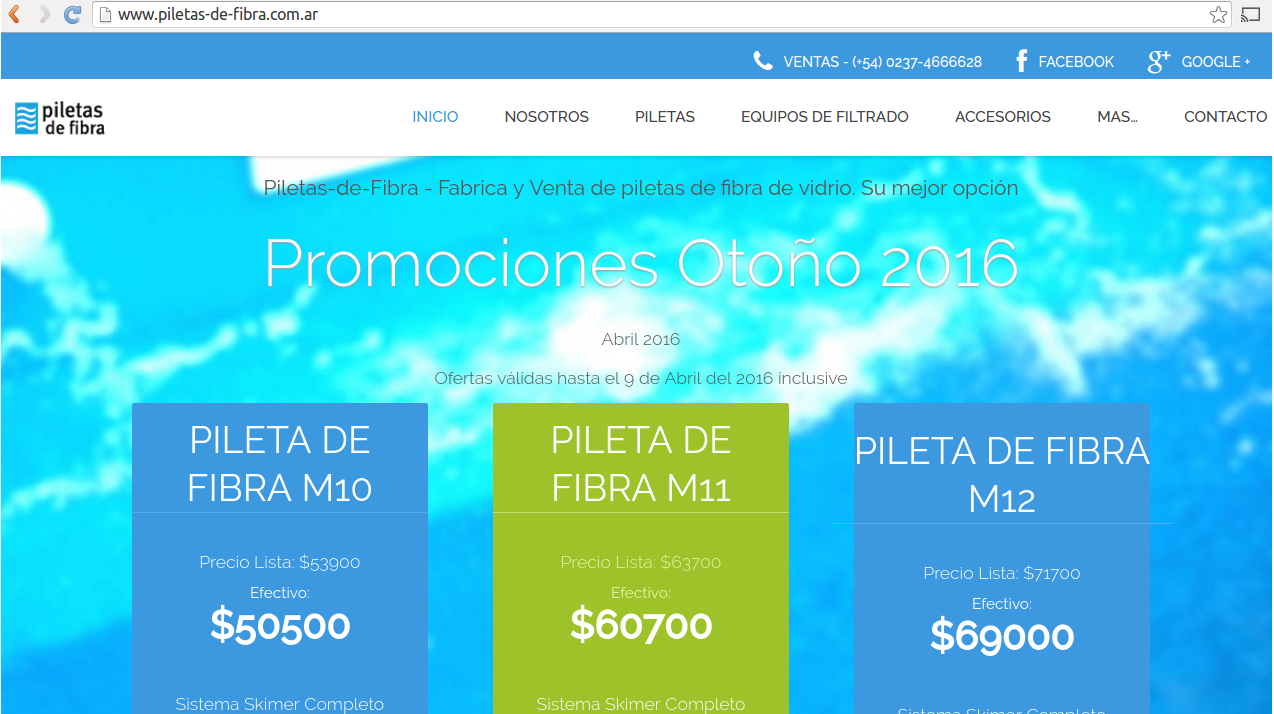 www.piletas-de-fibra.com.ar
VENTAS - (+54) 0237-4666628 FACEBOOK GOOGLE +
piletas
de fibra
INICIO NOSOTROS PILETAS EQUIPOS DE FILTRADO ACCESORIOS MAS... CONTACTO
Piletas-de-Fibra - Fabrica y Venta de piletas de fibra de vidrio. Su mejor opción
Promociones Otoño 2016
Abril 2016
Ofertas válidas hasta el 9 de Abril del 2016 inclusive
PILETA DE
FIBRA M10
Precio Lista: $53900
Efectivo:
$50500
Sistema Skimer Completo
PILETA DE
FIBRA M11
Precio Lista: $63700
Efectivo:
$60700
Sistema Skimer Completo
PILETA DE FIBRA
M12
Precio Lista: $71700
Efectivo:
$69000
Sistema Skimer Completo